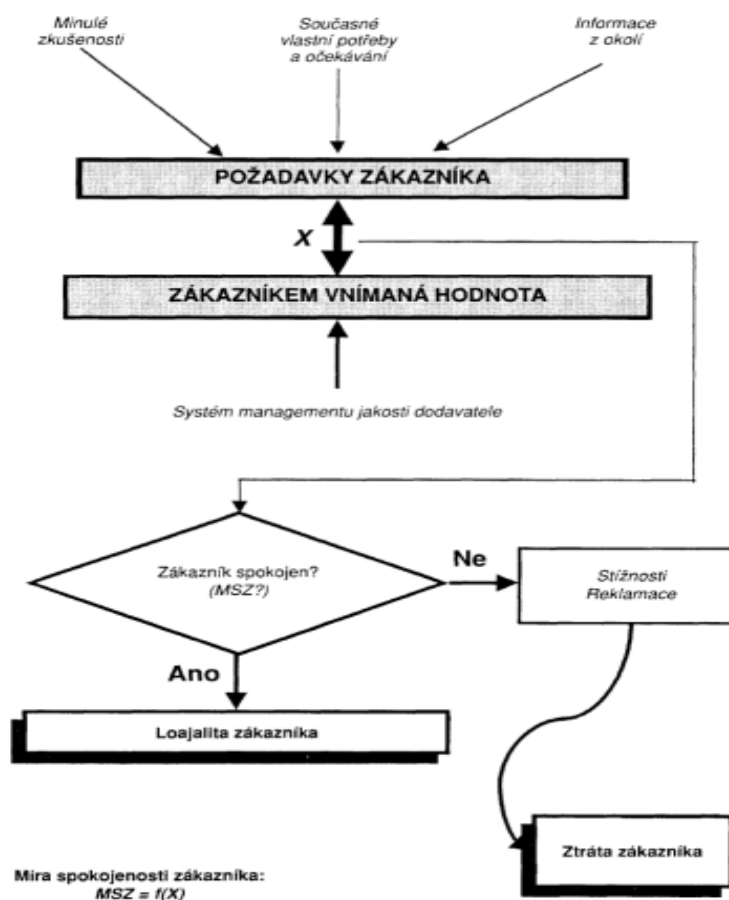 Minulé
zkušenosti
Současné
vlastní potřeby
a očekávání
Informace
z okolí
POŽADAVKY ZÁKAZNÍKA
X
ZÁKAZNÍKEM VNÍMANÁ HODNOTA
Systém managementu jakosti dodavatele
Zákazník spokojen?
(MSZ?)
Ne
Stížnosti
Reklamace
Ano
Loajalita zákazníka
Ztráta zákazníka
Míra spokojenosti zákazníka:
MSZ = f(X)